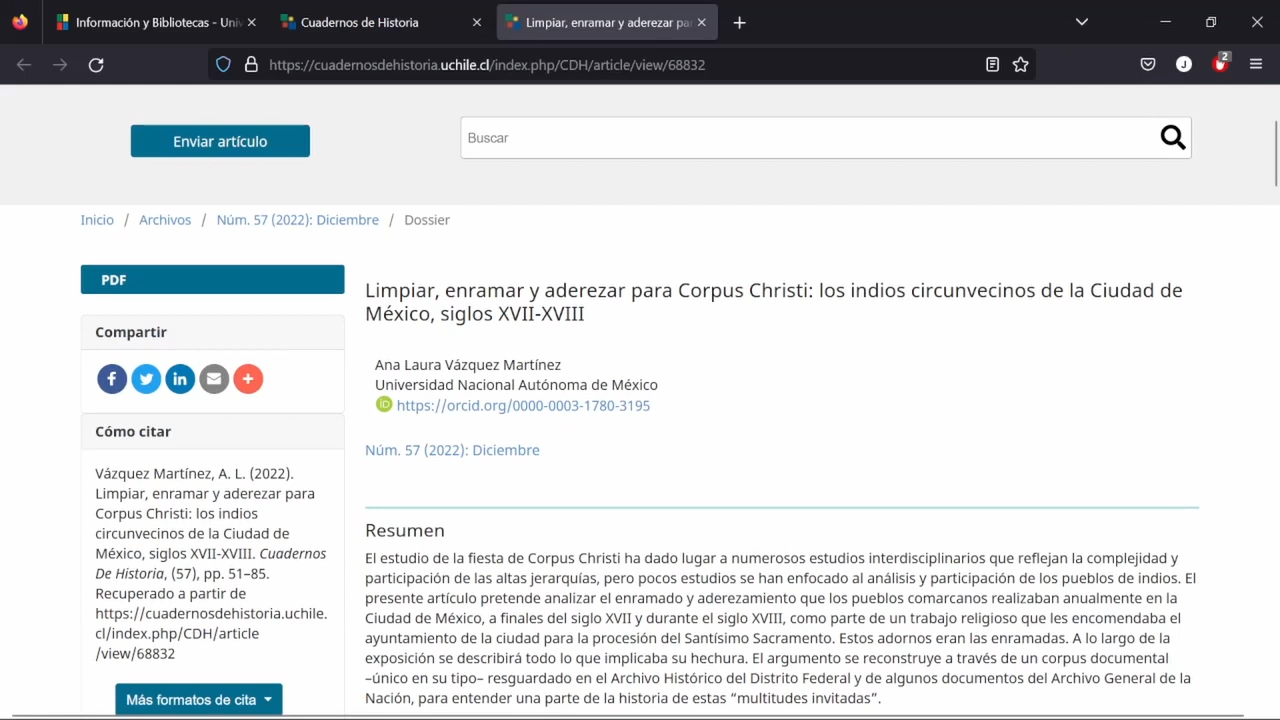 Información y Bibliotecas - Univ
Cuadernos de Historia
Limpiar, enramar y aderezar pa
https://cuadernosdehistoria.uchile.cl/index.php/CDH/article/view/68832
J
2
Enviar artículo
Buscar
Inicio / Archivos / Núm. 57 (2022): Diciembre / Dossier
PDF
Compartir
Cómo citar
Vázquez Martínez, A. L. (2022).
Limpiar, enramar y aderezar para
Corpus Christi: los indios
circunvecinos de la Ciudad de
México, siglos XVII-XVIII. Cuadernos
De Historia, (57), pp. 51–85.
Recuperado a partir de
https://cuadernosdehistoria.uchile.
cl/index.php/CDH/article
/view/68832
Más formatos de cita
Limpiar, enramar y aderezar para Corpus Christi: los indios circunvecinos de la Ciudad de
México, siglos XVII-XVIII
Ana Laura Vázquez Martínez
Universidad Nacional Autónoma de México
iD https://orcid.org/0000-0003-1780-3195
Núm. 57 (2022): Diciembre
Resumen
El estudio de la fiesta de Corpus Christi ha dado lugar a numerosos estudios interdisciplinarios que reflejan la complejidad y
participación de las altas jerarquías, pero pocos estudios se han enfocado al análisis y participación de los pueblos de indios. El
presente artículo pretende analizar el enramado y aderezamiento que los pueblos comarcanos realizaban anualmente en la
Ciudad de México, a finales del siglo XVII y durante el siglo XVIII, como parte de un trabajo religioso que les encomendaba el
ayuntamiento de la ciudad para la procesión del Santísimo Sacramento. Estos adornos eran las enramadas. A lo largo de la
exposición se describirá todo lo que implicaba su hechura. El argumento se reconstruye a través de un corpus documental
–único en su tipo– resguardado en el Archivo Histórico del Distrito Federal y de algunos documentos del Archivo General de la
Nación, para entender una parte de la historia de estas “multitudes invitadas”.